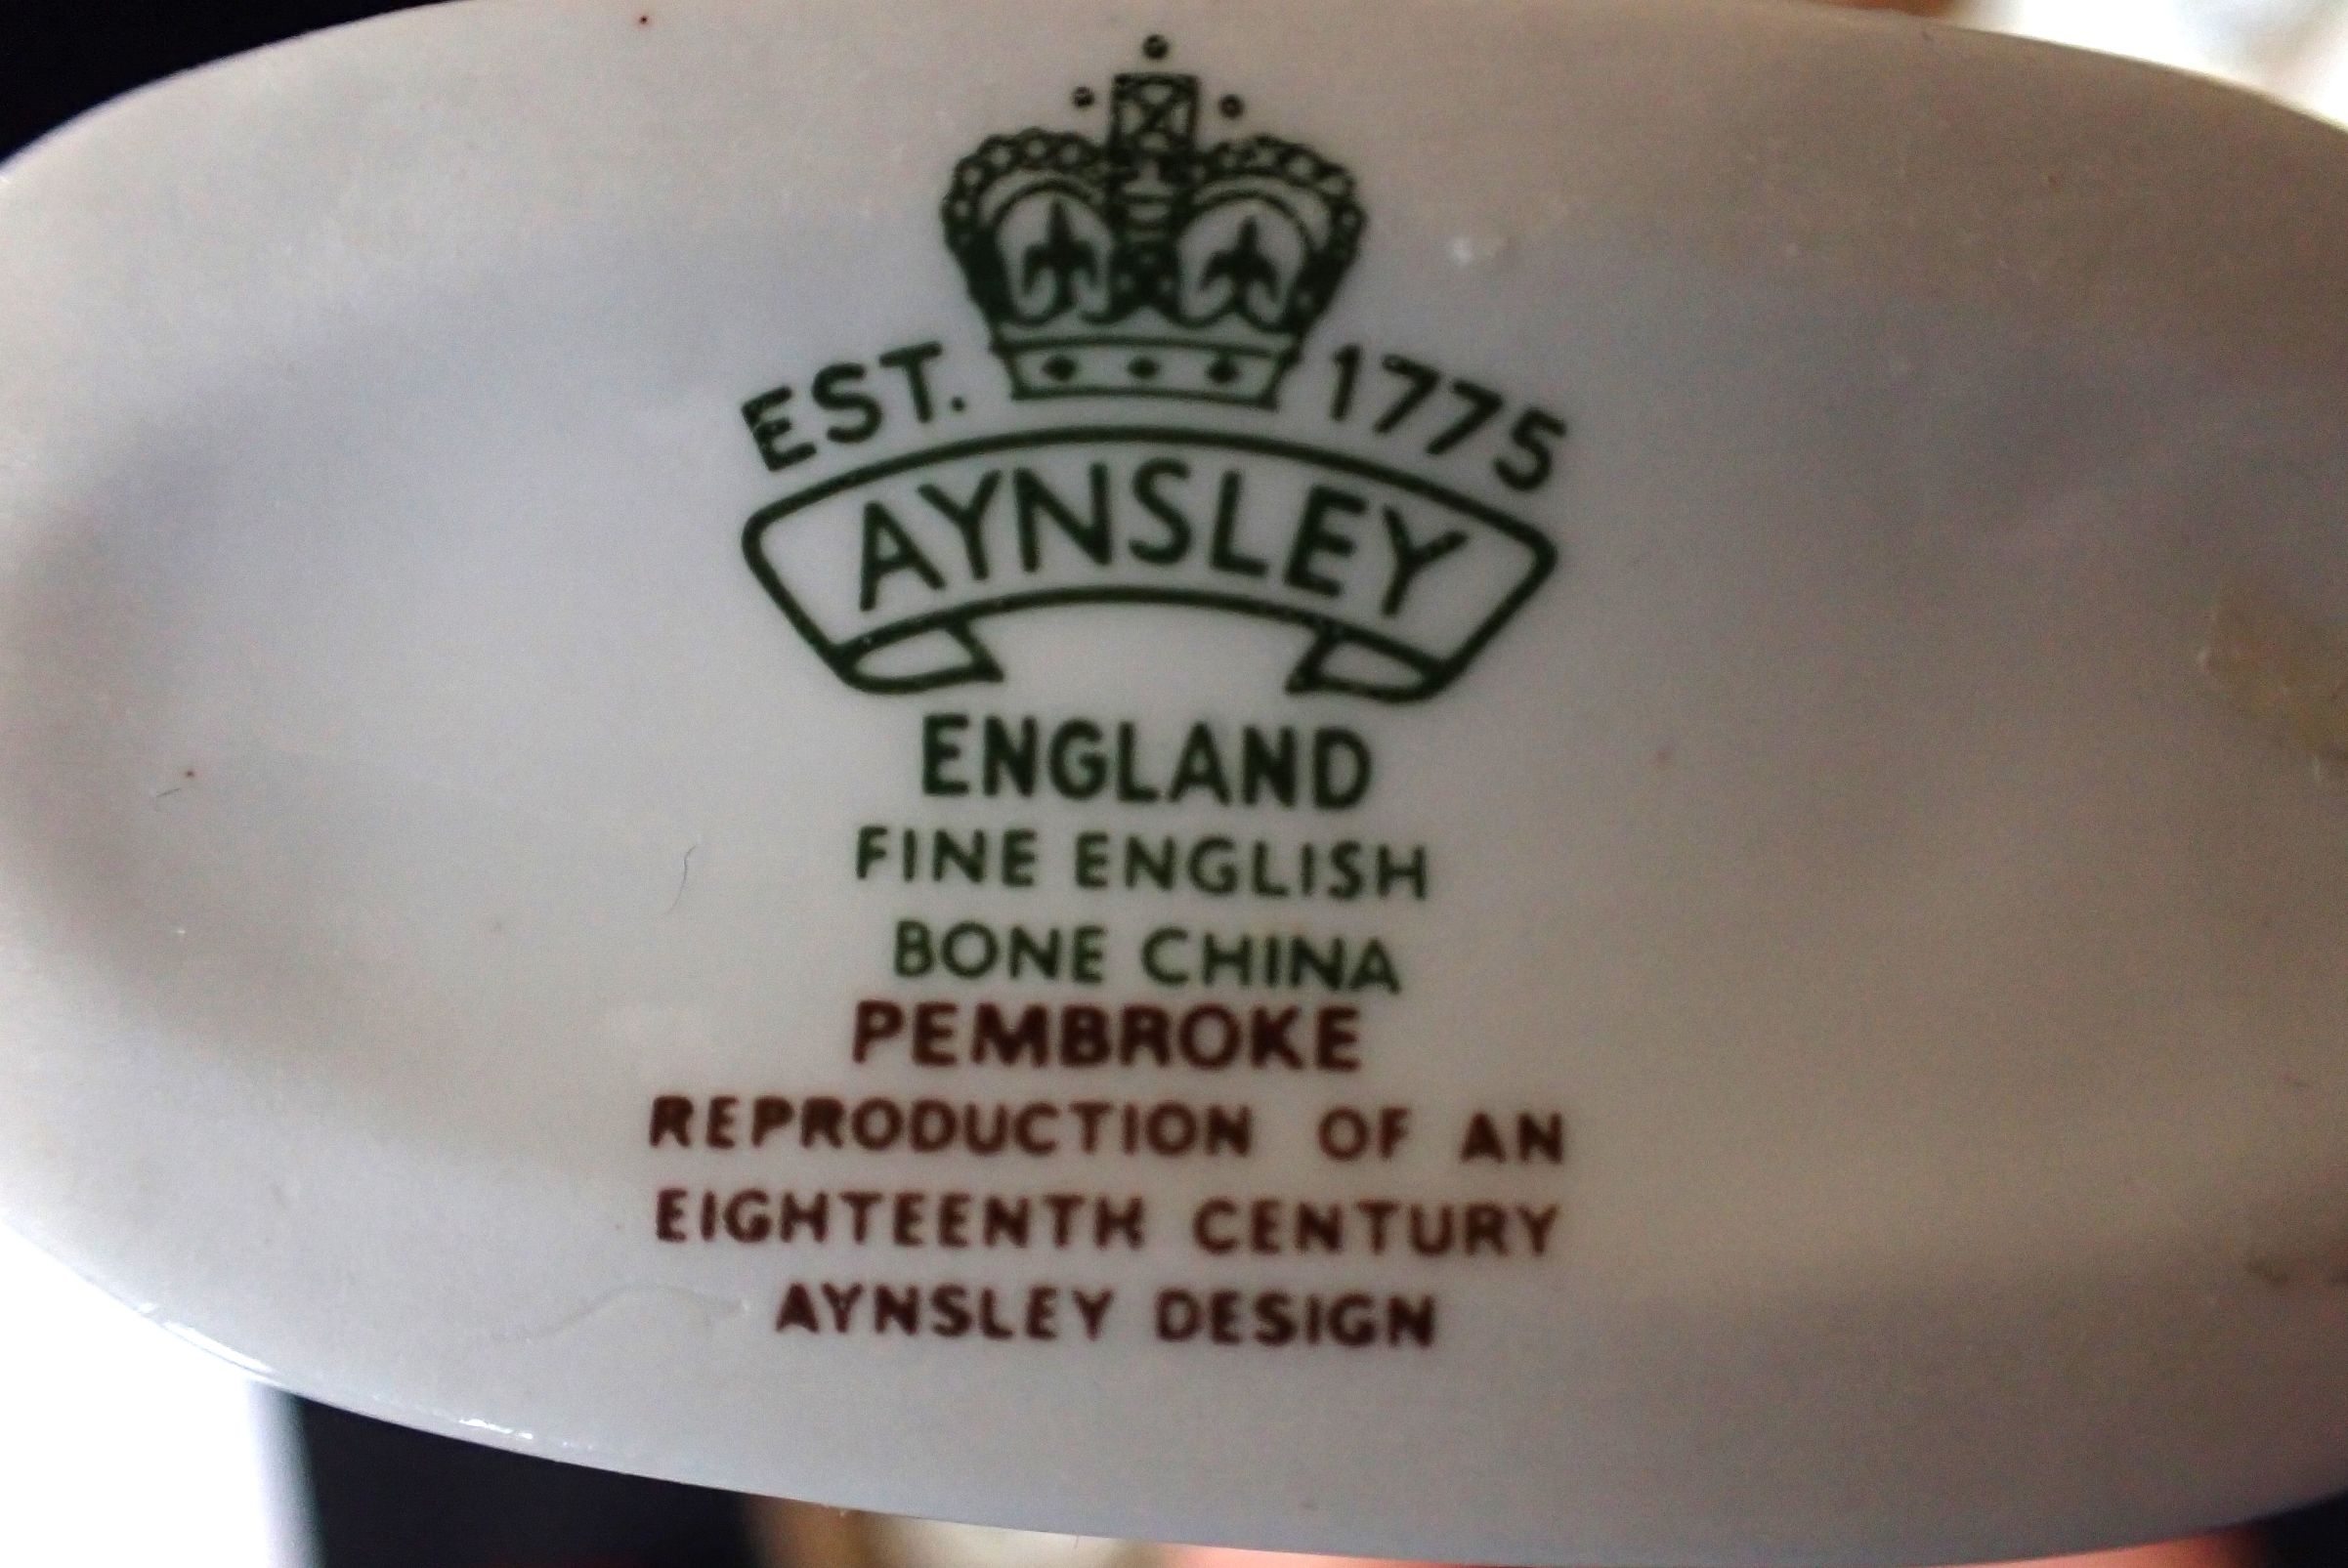 EST. 1775
AYNSLEY
ENGLAND
FINE ENGLISH
BONE CHINA
PEMBROKE
REPRODUCTION OF AN
EIGHTEENTH CENTURY
AYNSLEY DESIGN